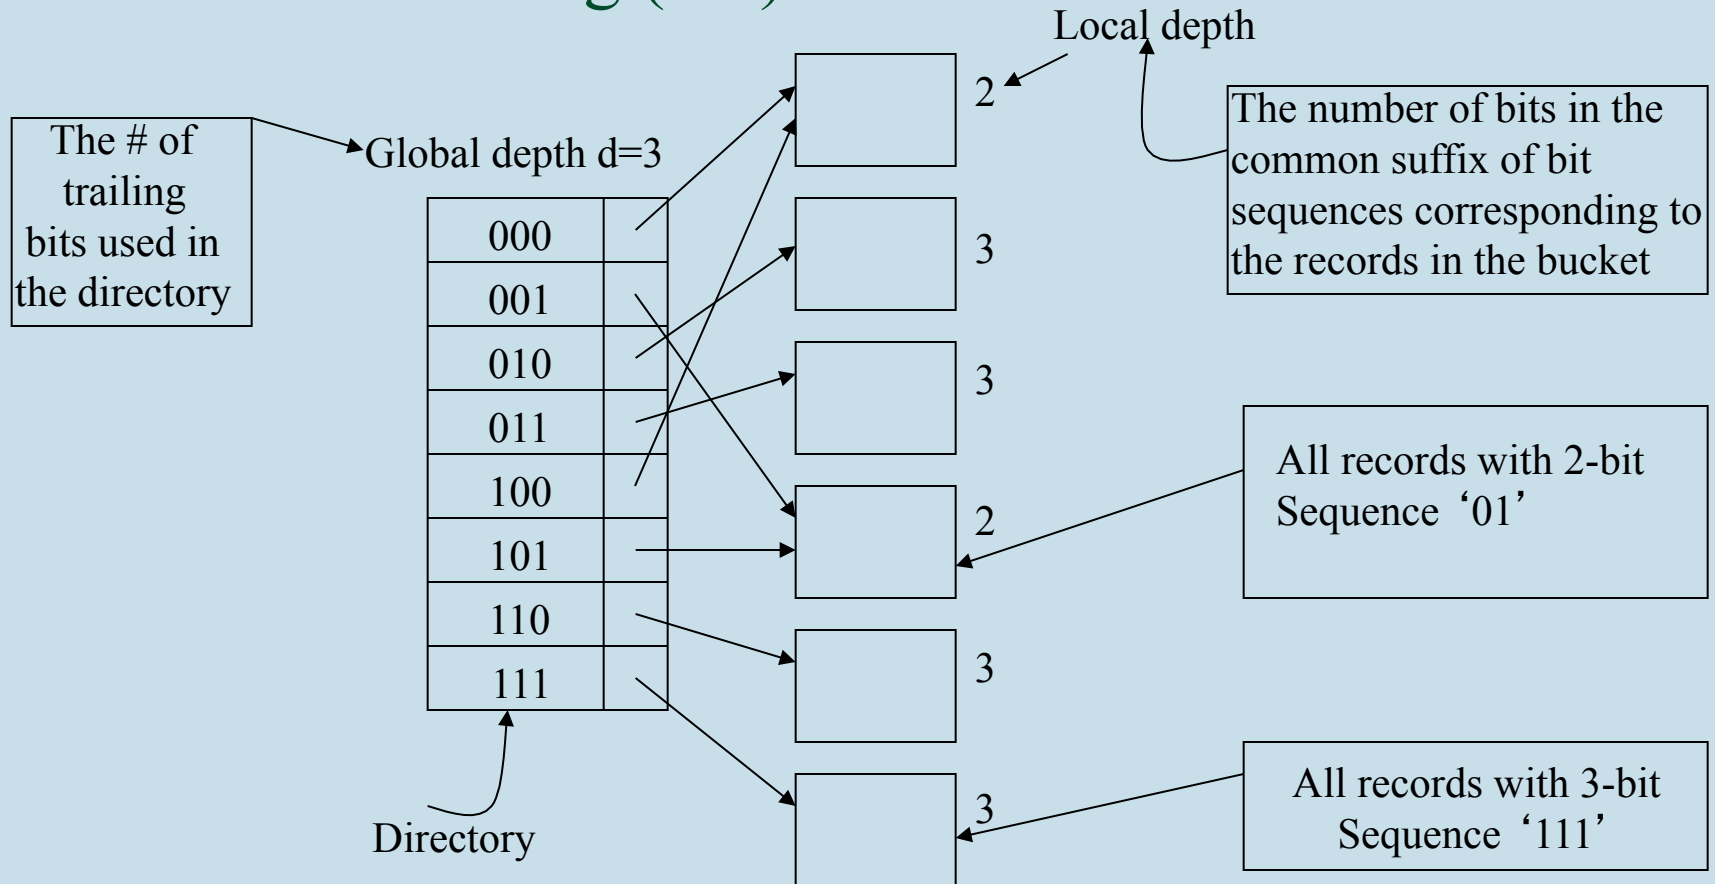 Local depth
2
The # of
trailing
bits used in
the directory
Global depth d=3
The number of bits in the
common suffix of bit
sequences corresponding to
the records in the bucket
000
001
010
011
100
101
110
111
3
3
2
3
3
All records with 2-bit
Sequence ‘01’
All records with 3-bit
Sequence ‘111’
Directory